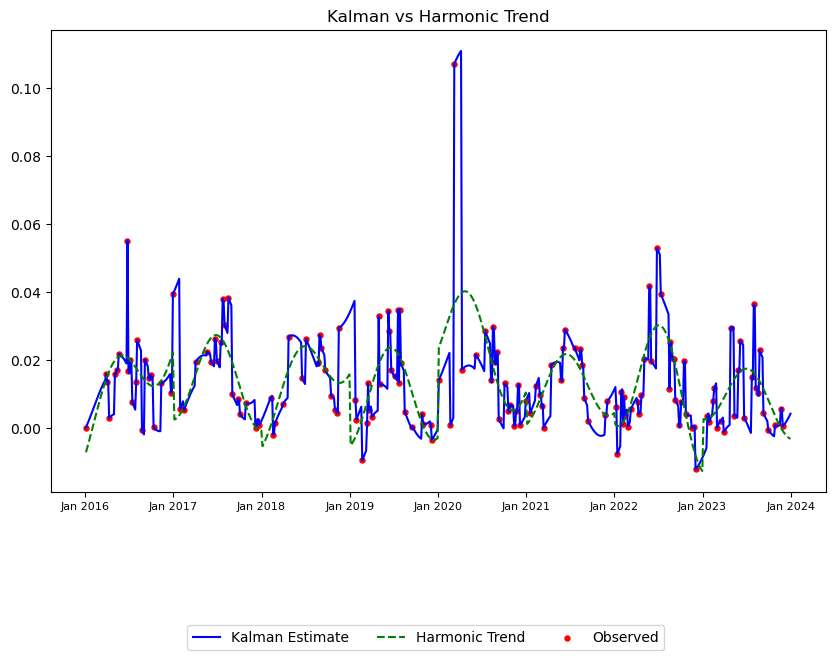 Kalman vs Harmonic Trend
0.10
0.08
0.06
0.04
0.02
0.00
Jan 2016 Jan 2017 Jan 2018 Jan 2019 Jan 2020 Jan 2021 Jan 2022 Jan 2023 Jan 2024
Kalman Estimate Harmonic Trend Observed